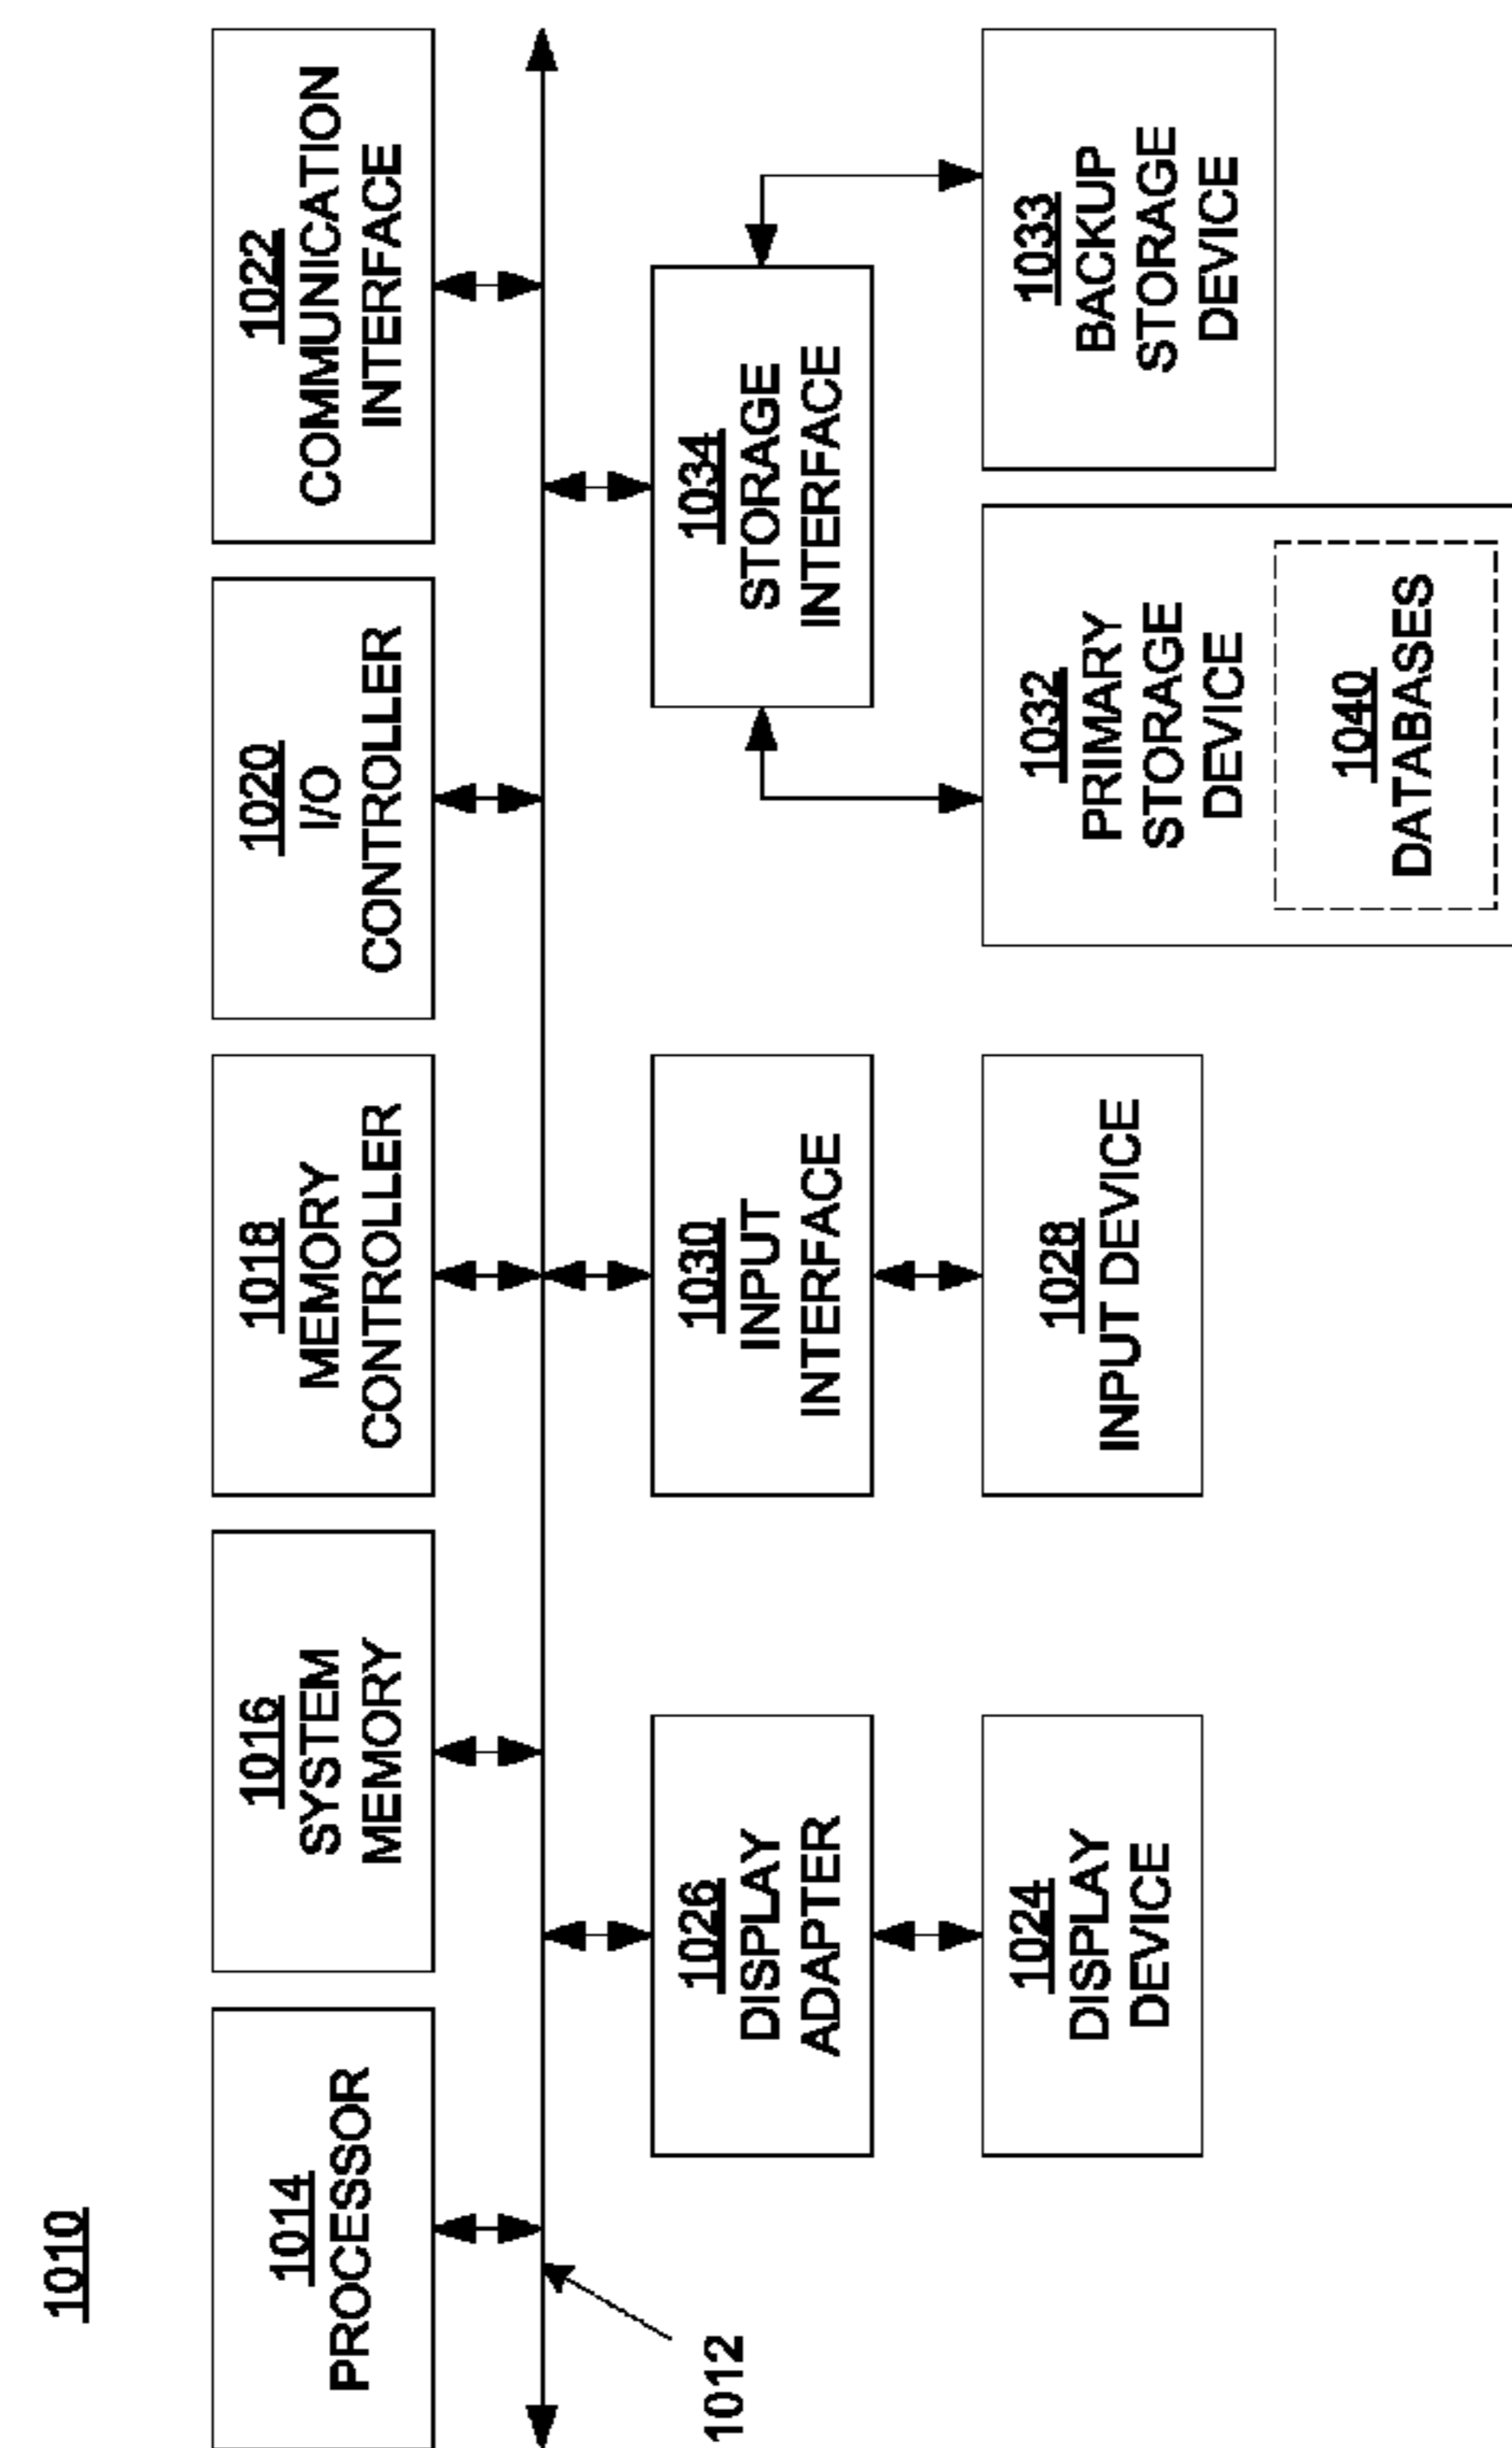 1010
1014
PROCESSOR
1016
SYSTEM
MEMORY
1018
MEMORY
CONTROLLER
1020
I/O
CONTROLLER
1022
COMMUNICATION
INTERFACE
1012
1026
DISPLAY
ADAPTER
1030
INPUT
INTERFACE
1034
STORAGE
INTERFACE
1024
DISPLAY
DEVICE
1028
INPUT DEVICE
1032
PRIMARY
STORAGE
DEVICE
1040
DATABASES
1033
BACKUP
STORAGE
DEVICE